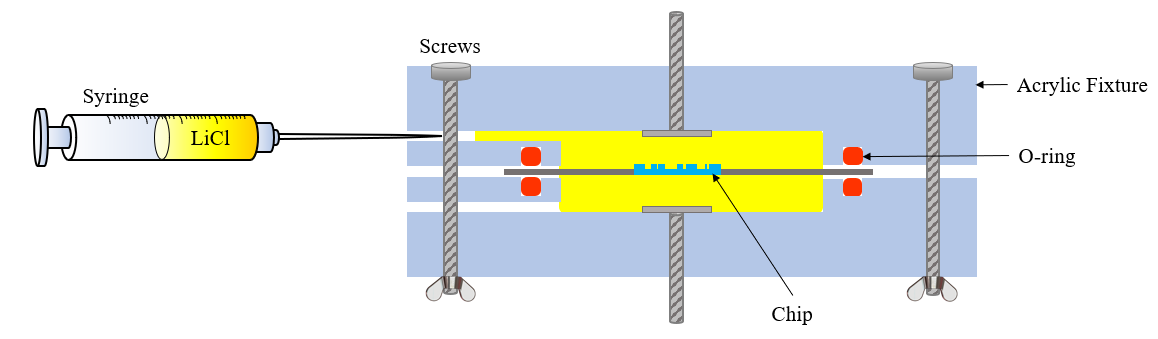 Screws
Syringe
LiCl
Acrylic Fixture
O-ring
Chip